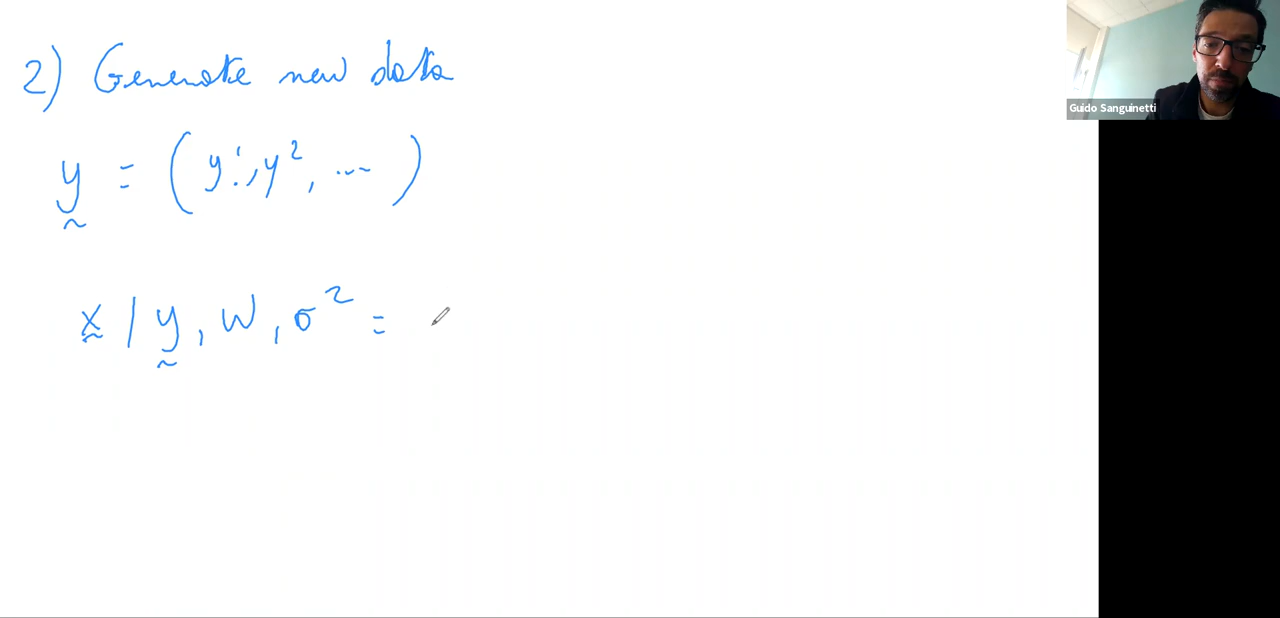 2) Generate new data
y = (y¹, y², ...)
~
x | y, W, σ² =
~ ~
Guido Sanguinetti